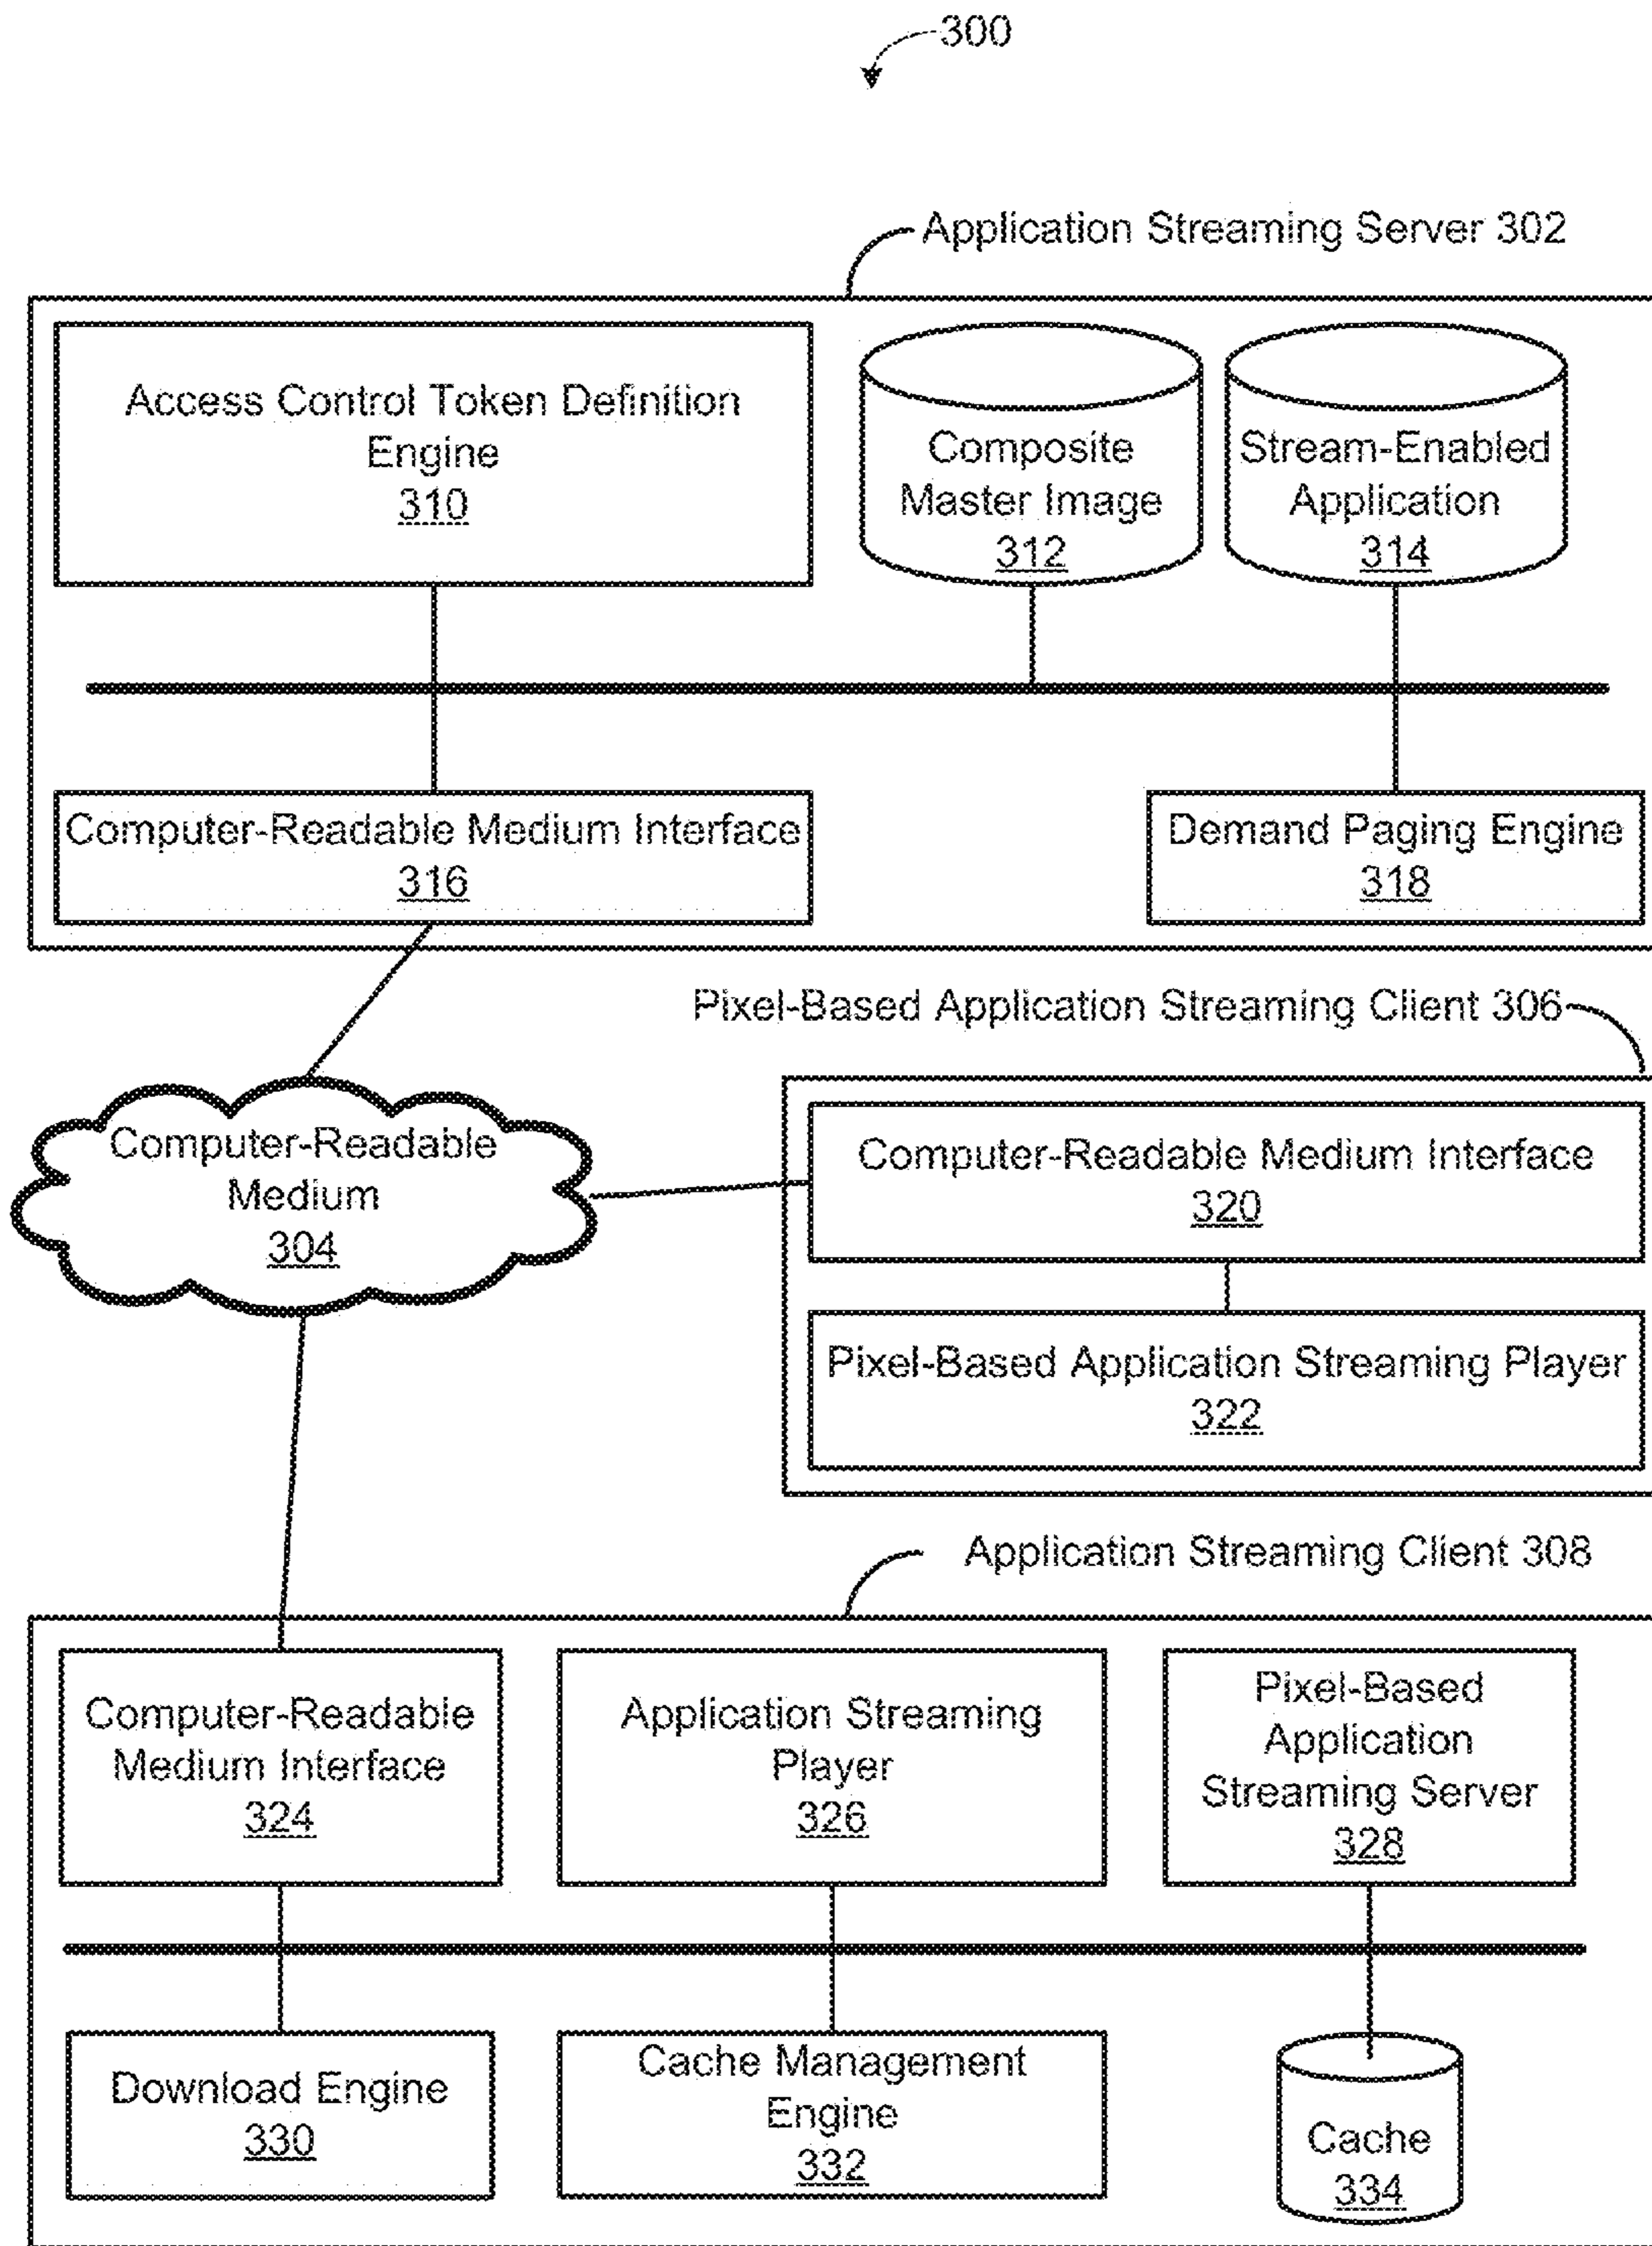 300
Application Streaming Server 302
Access Control Token Definition
Engine
310
Composite
Master Image
312
Stream-Enabled
Application
314
Computer-Readable Medium Interface
316
Demand Paging Engine
318
Pixel-Based Application Streaming Client 306
Computer-Readable
Medium
304
Computer-Readable Medium Interface
320
Pixel-Based Application Streaming Player
322
Application Streaming Client 308
Computer-Readable
Medium Interface
324
Application Streaming
Player
326
Pixel-Based
Application
Streaming Server
328
Download Engine
330
Cache Management
Engine
332
Cache
334